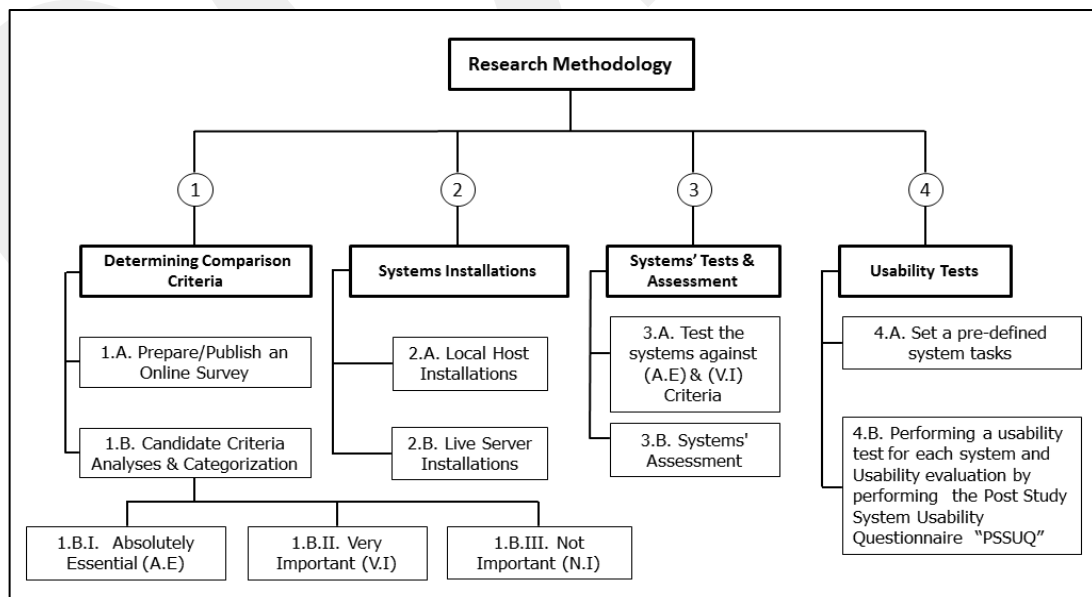 Research Methodology
1
2
3
4
Determining Comparison
Criteria
Systems Installations
Systems’ Tests &
Assessment
Usability Tests
1.A. Prepare/Publish an
Online Survey
1.B. Candidate Criteria
Analyses & Categorization
1.B.I. Absolutely
Essential (A.E)
1.B.II. Very
Important (V.I)
1.B.III. Not
Important (N.I)
2.A. Local Host
Installations
2.B. Live Server
Installations
3.A. Test the
systems against
(A.E) & (V.I)
Criteria
3.B. Systems'
Assessment
4.A. Set a pre-defined
system tasks
4.B. Performing a usability
test for each system and
Usability evaluation by
performing the Post Study
System Usability
Questionnaire “PSSUQ”